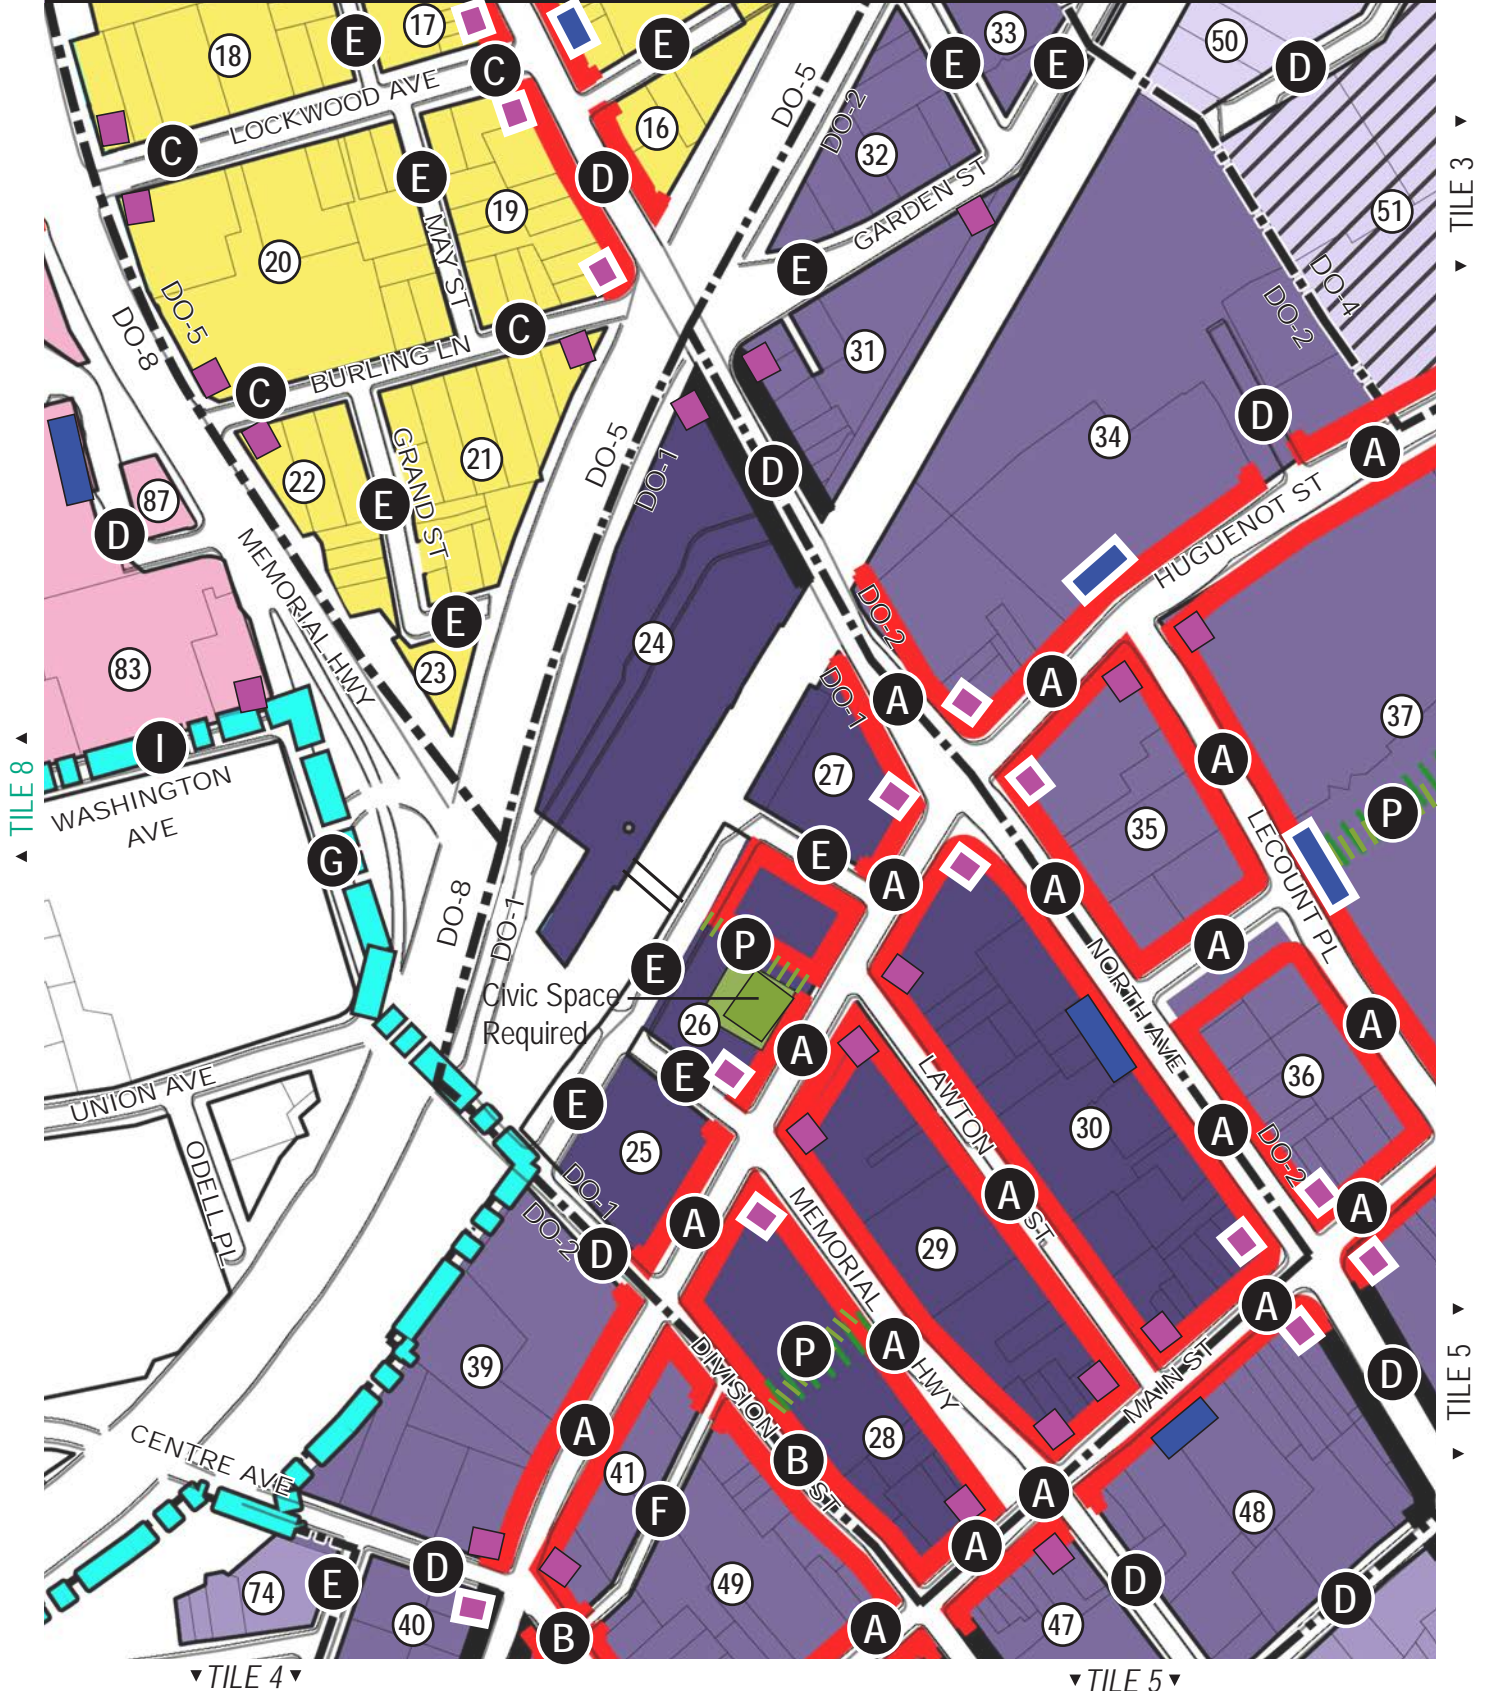 17
E
E
33
50
18
C
E
E
D
DO-5
DO-2
LOCKWOOD AVE
16
32
TILE 3
C
E
D
19
51
MAY ST
GARDEN ST
20
E
DO-5
DO-8
DO-4
DO-2
C
31
BURLING LN
C
D
34
DO-5
DO-1
GRAND ST
22
21
D
A
87
E
D
HUGUENOT ST
MEMORIAL HWY
E
DO-2
24
83
23
DO-1
A
A
37
TILE 8
I
WASHINGTON
AVE
27
A
P
35
LECOUNT PL
G
E
A
A
DO-8
DO-1
P
A
NORTH AVE
E
Civic Space
Required
26
A
A
E
LAWTON ST.
36
UNION AVE
E
30
A
ODELL PL
25
DO-2
DO-1
DO-2
A
A
MEMORIAL HWY
A
D
29
A
TILE 5
39
DIVISION ST
P
A
D
MAIN ST
A
28
CENTRE AVE
B
41
F
A
48
A
D
E
74
49
D
D
40
47
B
A
TILE 4
TILE 5